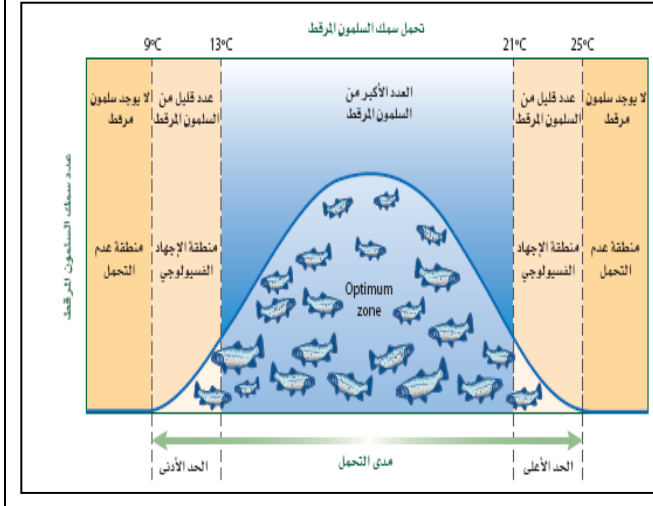 تحمل سمك السلمون المرقط
9°C 13°C 21°C 25°C
لا يوجد سلمون
مرقط
عدد قليل من
السلمون المرقط
العدد الأكبر من
السلمون المرقط
عدد قليل من
السلمون المرقط
لا يوجد سلمون
مرقط
عدد سمك السلمون المرقط
منطقة عدم
التحمل
منطقة الإجهاد
الفسيولوجي
Optimum
zone
منطقة الإجهاد
الفسيولوجي
منطقة عدم
التحمل
الحد الأدنى
مدى التحمل
الحد الأعلى